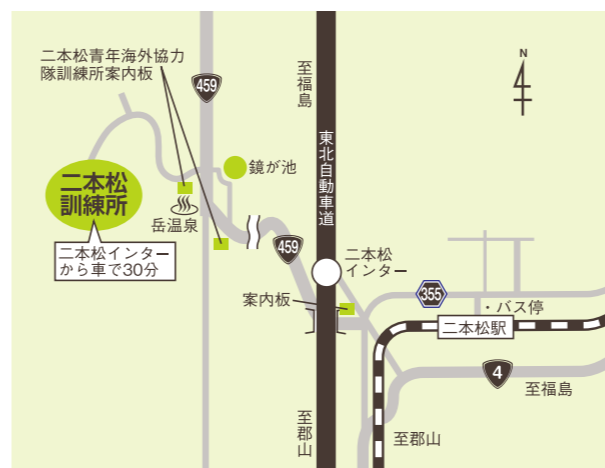 二本松青年海外協力
隊訓練所案内板
459
至福島
N
東北自動車道
鏡が池
二本松
訓練所
岳温泉
二本松インター
から車で30分
459
二本松
インター
案内板
355
・バス停
二本松駅
4
至福島
至郡山
至郡山